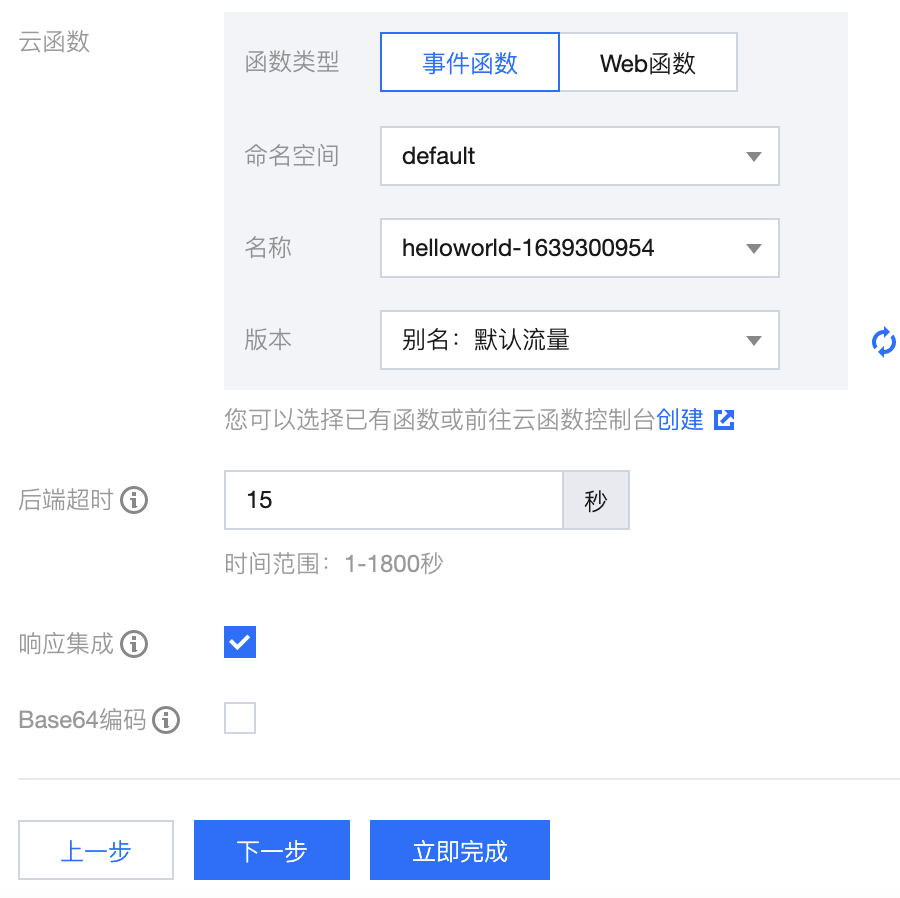 云函数
函数类型
事件函数
Web函数
命名空间
default
名称
helloworld-1639300954
版本
别名：默认流量
您可以选择已有函数或前往云函数控制台创建
后端超时
15
秒
时间范围：1-1800秒
响应集成
Base64编码
上一步
下一步
立即完成